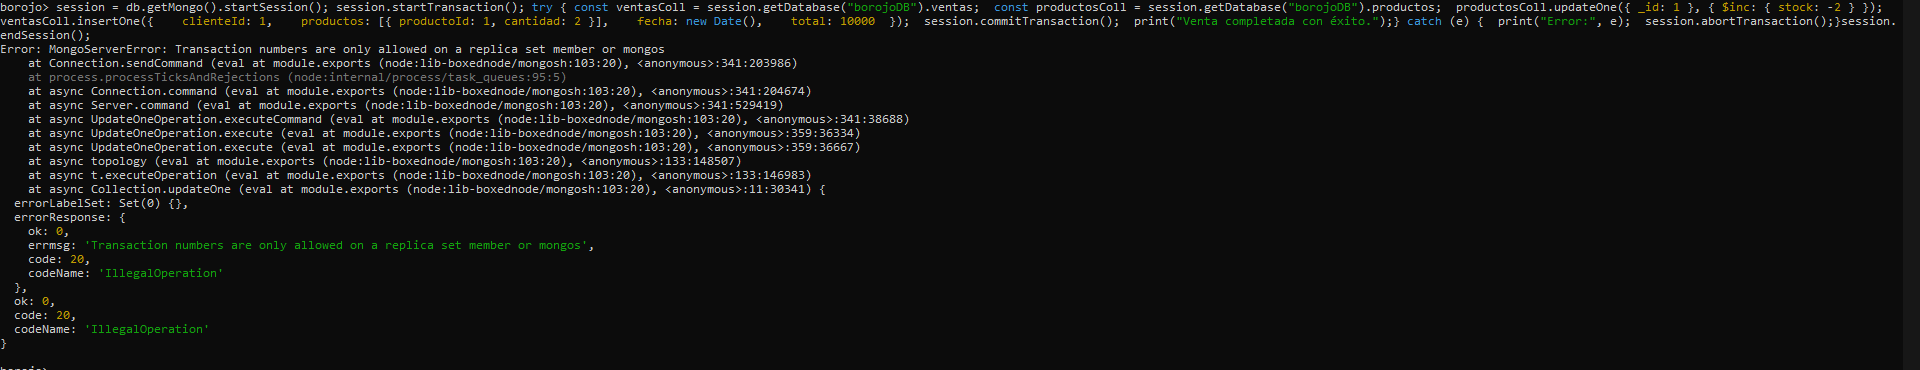 borojo> session = db.getMongo().startSession(); session.startTransaction(); try { const ventasColl = session.getDatabase("borojoDB").ventas;  const productosColl = session.getDatabase("borojoDB").productos;  productosColl.updateOne({ _id: 1 }, { $inc: { stock: -2 } });
ventasColl.insertOne({    clienteId: 1,    productos: [{ productoId: 1, cantidad: 2 }],    fecha: new Date(),    total: 10000  });  session.commitTransaction();  print("Venta completada con éxito.");} catch (e) {  print("Error:", e);  session.abortTransaction();}session.
endSession();
Error: MongoServerError: Transaction numbers are only allowed on a replica set member or mongos
    at Connection.sendCommand (eval at module.exports (node:lib-boxednode/mongosh:103:20), <anonymous>:341:203986)
    at process.processTicksAndRejections (node:internal/process/task_queues:95:5)
    at async Connection.command (eval at module.exports (node:lib-boxednode/mongosh:103:20), <anonymous>:341:204674)
    at async Server.command (eval at module.exports (node:lib-boxednode/mongosh:103:20), <anonymous>:341:529419)
    at async UpdateOneOperation.executeCommand (eval at module.exports (node:lib-boxednode/mongosh:103:20), <anonymous>:341:38688)
    at async UpdateOneOperation.execute (eval at module.exports (node:lib-boxednode/mongosh:103:20), <anonymous>:359:36334)
    at async UpdateOneOperation.execute (eval at module.exports (node:lib-boxednode/mongosh:103:20), <anonymous>:359:36667)
    at async topology (eval at module.exports (node:lib-boxednode/mongosh:103:20), <anonymous>:133:148507)
    at async t.executeOperation (eval at module.exports (node:lib-boxednode/mongosh:103:20), <anonymous>:133:146983)
    at async Collection.updateOne (eval at module.exports (node:lib-boxednode/mongosh:103:20), <anonymous>:11:30341) {
  errorLabelSet: Set(0) {},
  errorResponse: {
    ok: 0,
    errmsg: 'Transaction numbers are only allowed on a replica set member or mongos',
    code: 20,
    codeName: 'IllegalOperation'
  },
  ok: 0,
  code: 20,
  codeName: 'IllegalOperation'
}